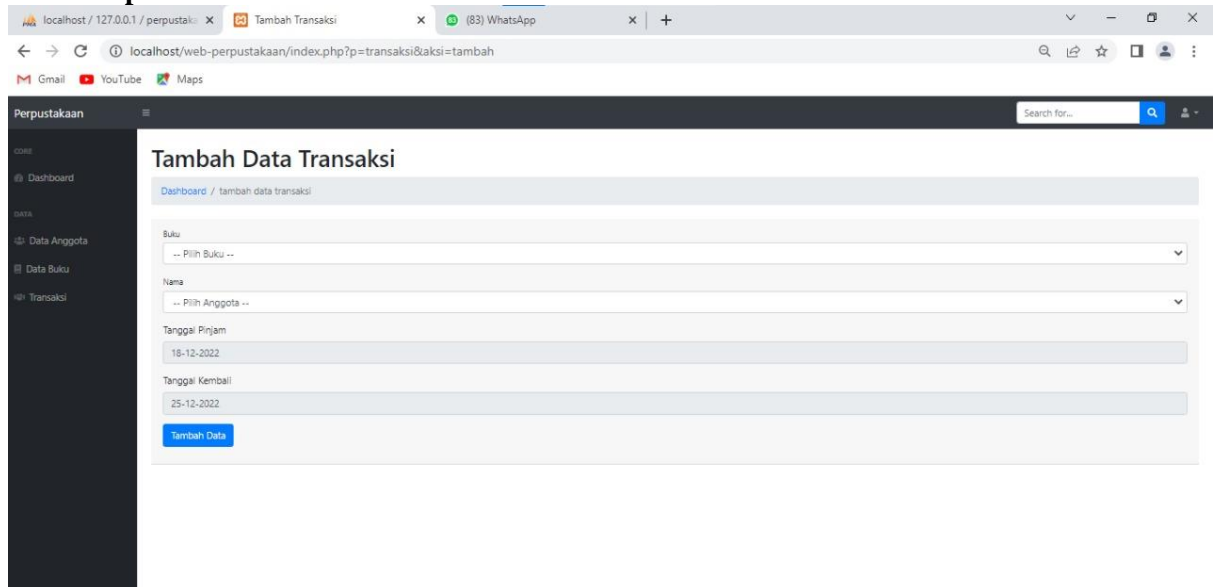 localhost / 127.0.0.1 / perpustaka
Tambah Transaksi
(83) WhatsApp
localhost/web-perpustakaan/index.php?p=transaksi&aksi=tambah
Gmail
YouTube
Maps
Perpustakaan
Search for...
CORE
Dashboard
DATA
Data Anggota
Data Buku
Transaksi
Tambah Data Transaksi
Dashboard / tambah data transaksi
Buku
-- Pilih Buku --
Nama
-- Pilih Anggota --
Tanggal Pinjam
18-12-2022
Tanggal Kembali
25-12-2022
Tambah Data